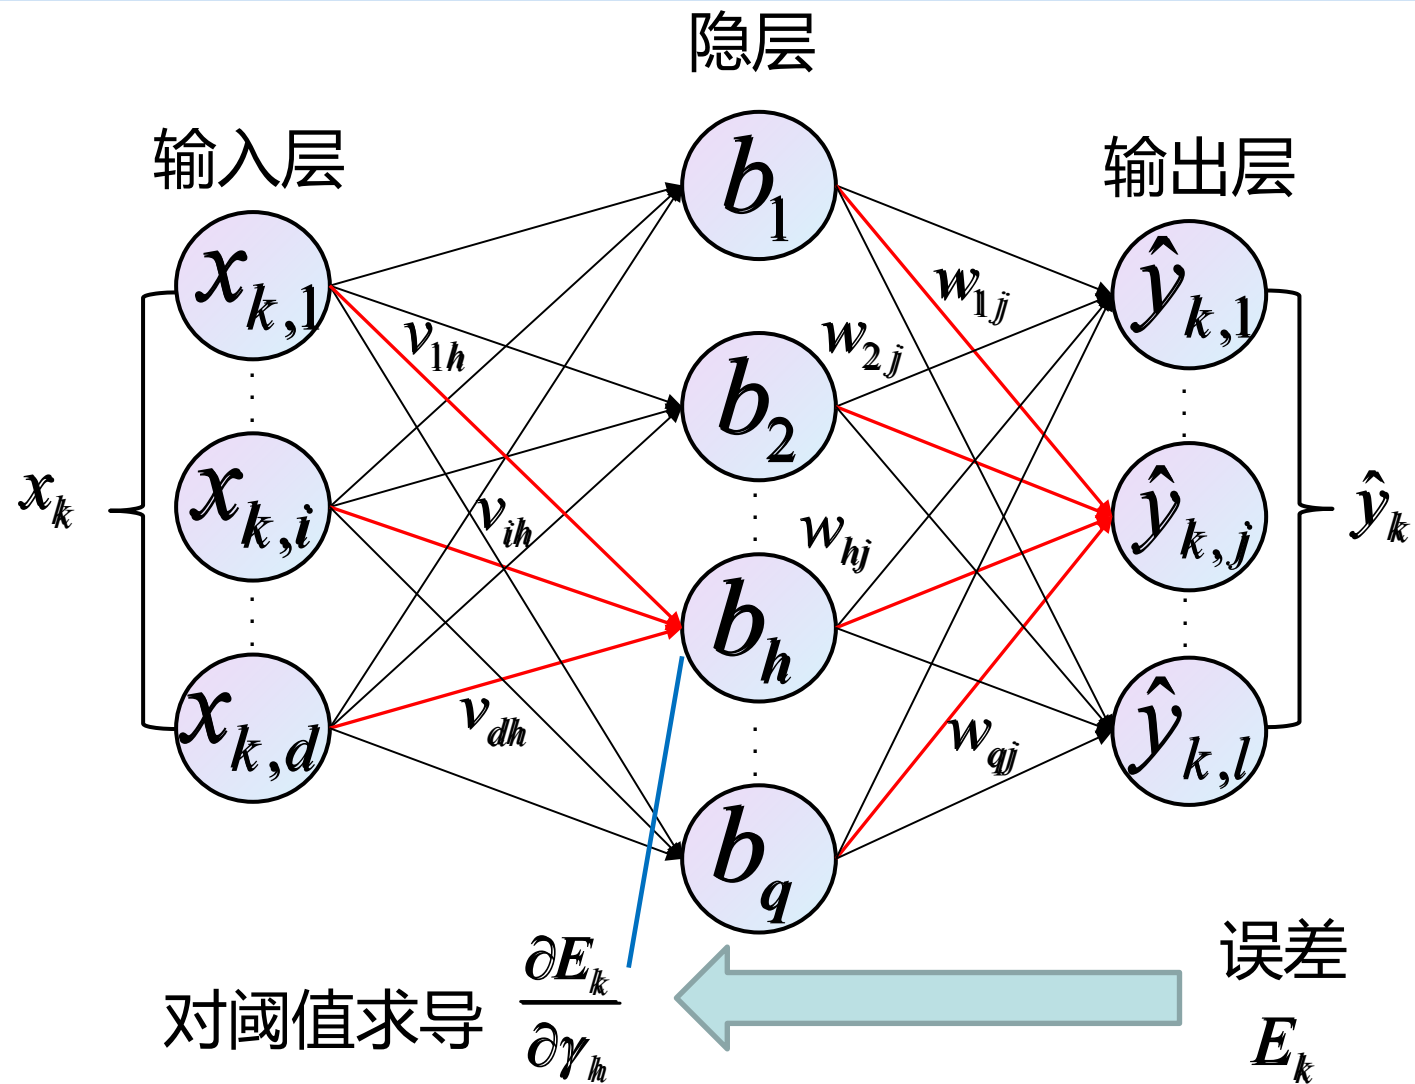 隐层
输入层
输出层
b_1
x_{k,1}
ŷ_{k,1}
w_{1j}
v_{1h}
w_{2j}
b_2
x_k
x_{k,i}
v_{ih}
w_{hj}
ŷ_{k,j}
ŷ_k
b_h
x_{k,d}
v_{dh}
w_{qj}
ŷ_{k,l}
b_q
误差
E_k
对阈值求导 ∂E_k/∂γ_h